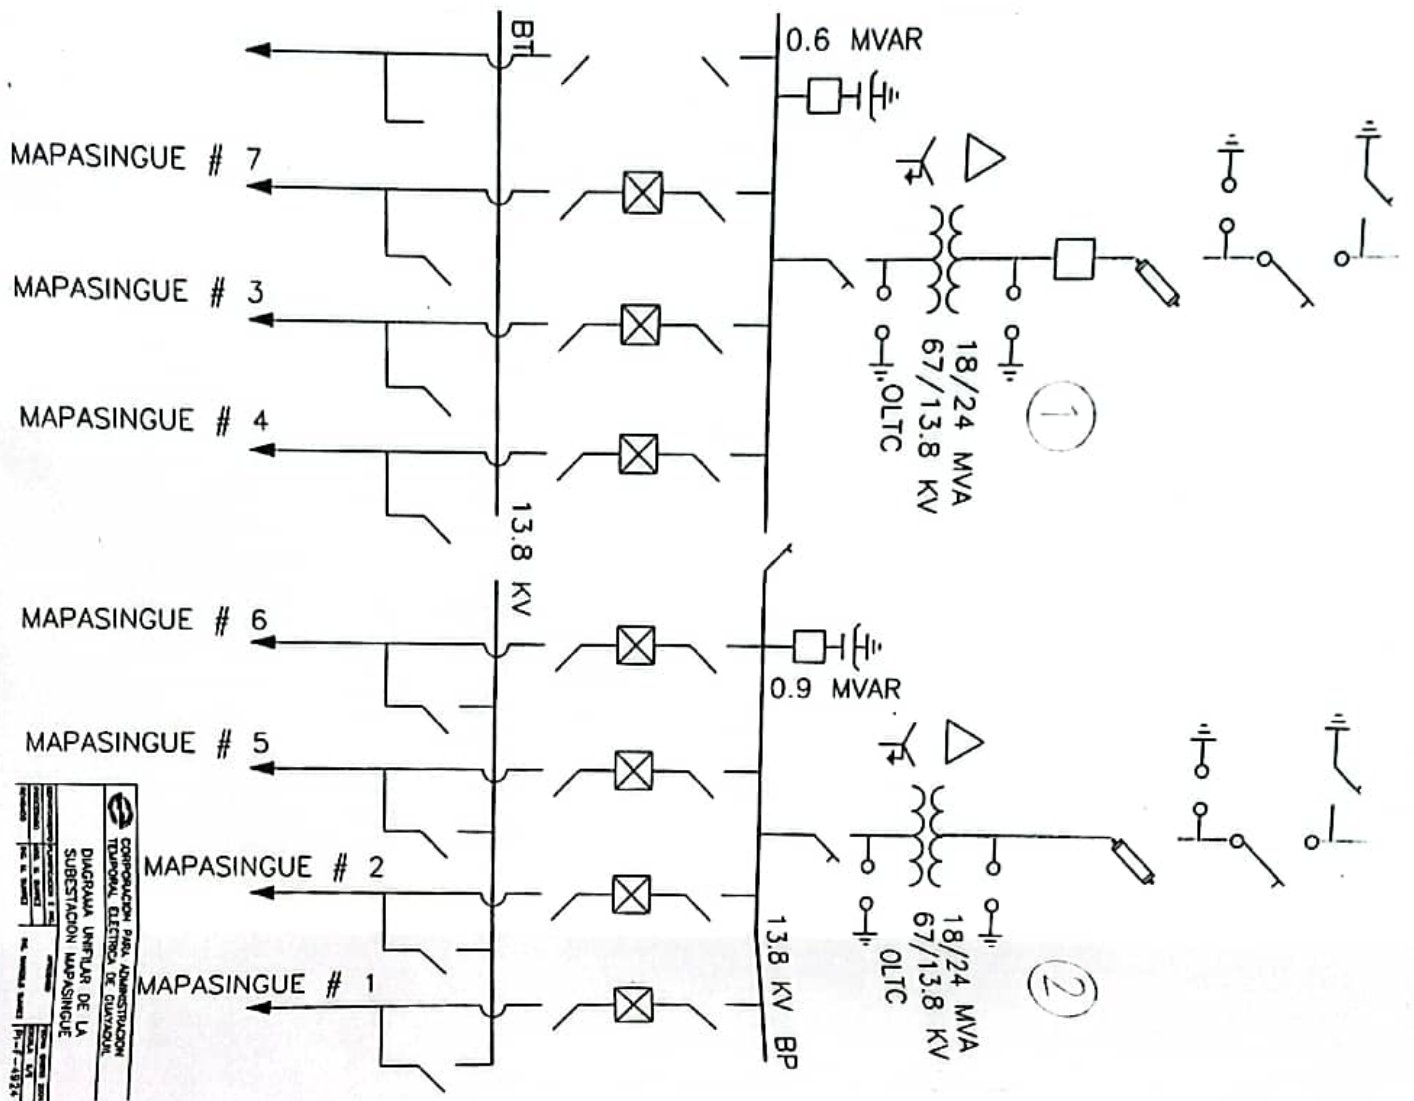 BT
0.6 MVAR
MAPASINGUE # 7
MAPASINGUE # 3
MAPASINGUE # 4
13.8 KV
18/24 MVA
67/13.8 KV
OLTC
1
MAPASINGUE # 6
0.9 MVAR
MAPASINGUE # 5
MAPASINGUE # 2
MAPASINGUE # 1
13.8 KV BP
18/24 MVA
67/13.8 KV
OLTC
2
CORPORACION PARA ADMINISTRACION
TEMPORAL ELECTRICA DE GUAYAQUIL
DIAGRAMA UNIFILAR DE LA
SUBESTACION MAPASINGUE